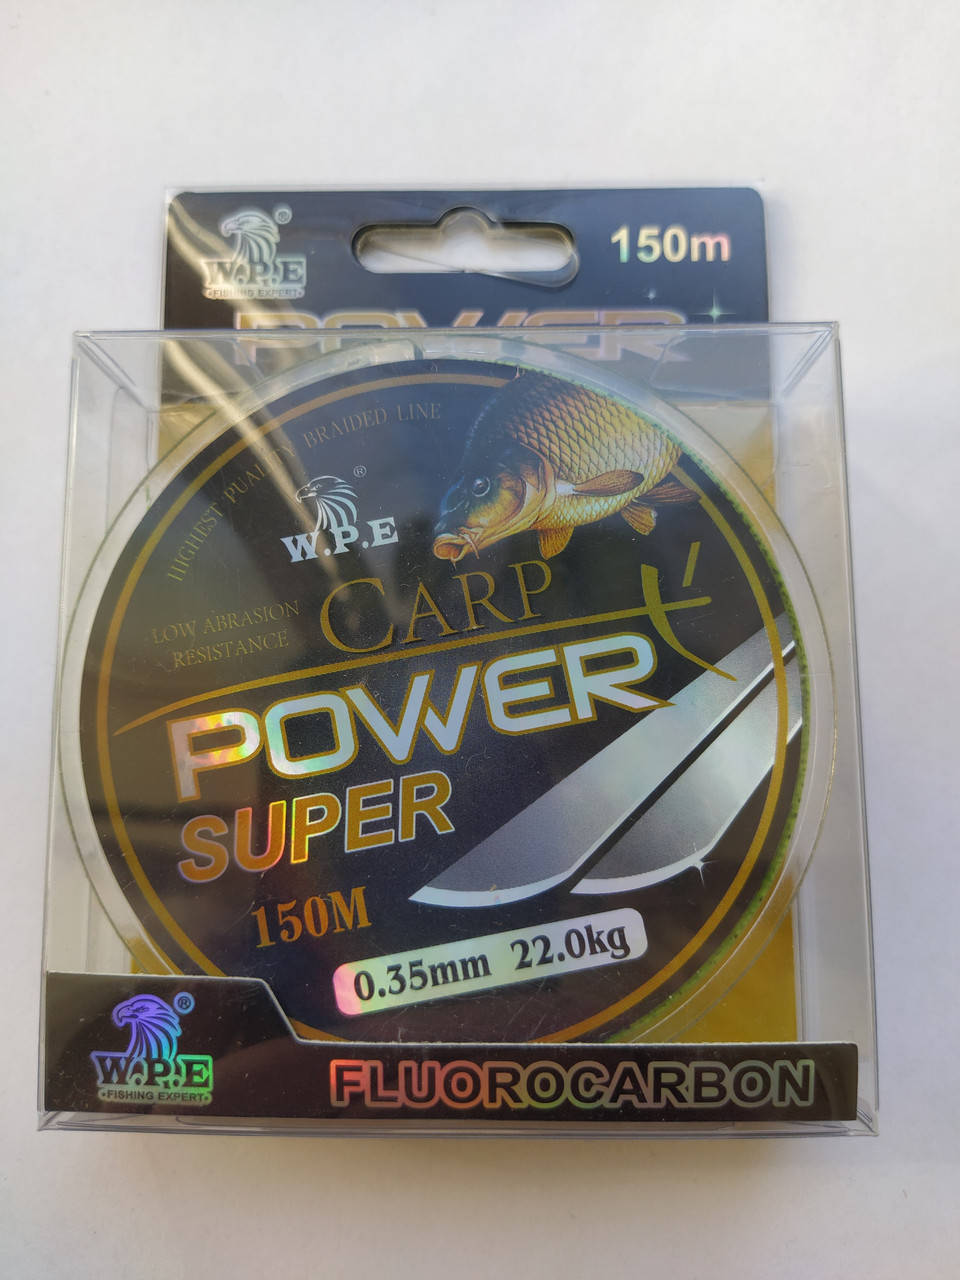 ®
W.P.E
•FISHING EXPERT•
150m
POWER
HIGHEST PUALITY BRAIDED LINE
®
W.P.E
LOW ABRASION
RESISTANCE
CARP
POWER
SUPER
150M
0.35mm 22.0kg
®
W.P.E
•FISHING EXPERT•
FLUOROCARBON